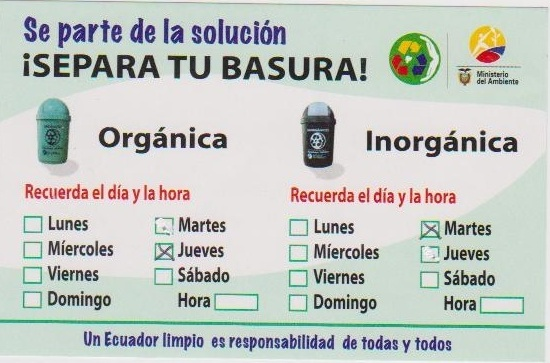 Se parte de la solución
¡SEPARA TU BASURA!
Ministerio
del Ambiente
Orgánica
Inorgánica
Recuerda el día y la hora
Lunes Martes
Miércoles Jueves
Viernes Sábado
Domingo Hora
Recuerda el día y la hora
Lunes Martes
Miércoles Jueves
Viernes Sábado
Domingo Hora
Un Ecuador limpio es responsabilidad de todas y todos